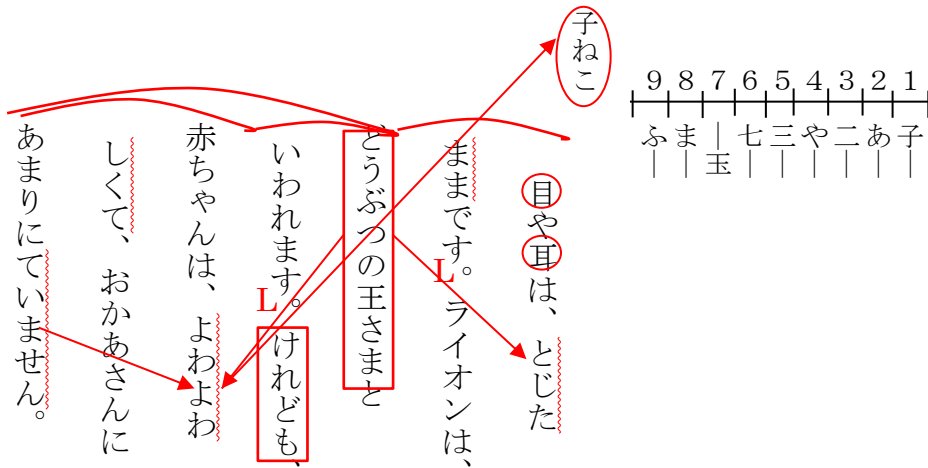 9 8 7 6 5 4 3 2 1
子―
あ―
二―
や―
三―
七―
―玉
ま―
ふ―
子ねこ
目や耳は、とじた
ままです。ライオンは、
L
どうぶつの王さまと
いわれます。けれども、
L
赤ちゃんは、よわよわ
しくて、おかあさんに
あまりにていません。